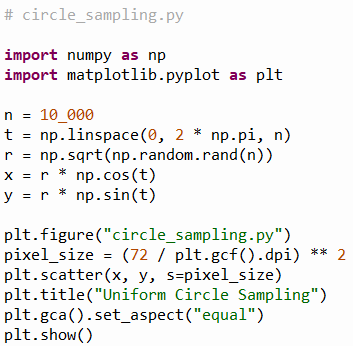 # circle_sampling.py
import numpy as np
import matplotlib.pyplot as plt
n = 10_000
t = np.linspace(0, 2 * np.pi, n)
r = np.sqrt(np.random.rand(n))
x = r * np.cos(t)
y = r * np.sin(t)
plt.figure("circle_sampling.py")
pixel_size = (72 / plt.gcf().dpi) ** 2
plt.scatter(x, y, s=pixel_size)
plt.title("Uniform Circle Sampling")
plt.gca().set_aspect("equal")
plt.show()